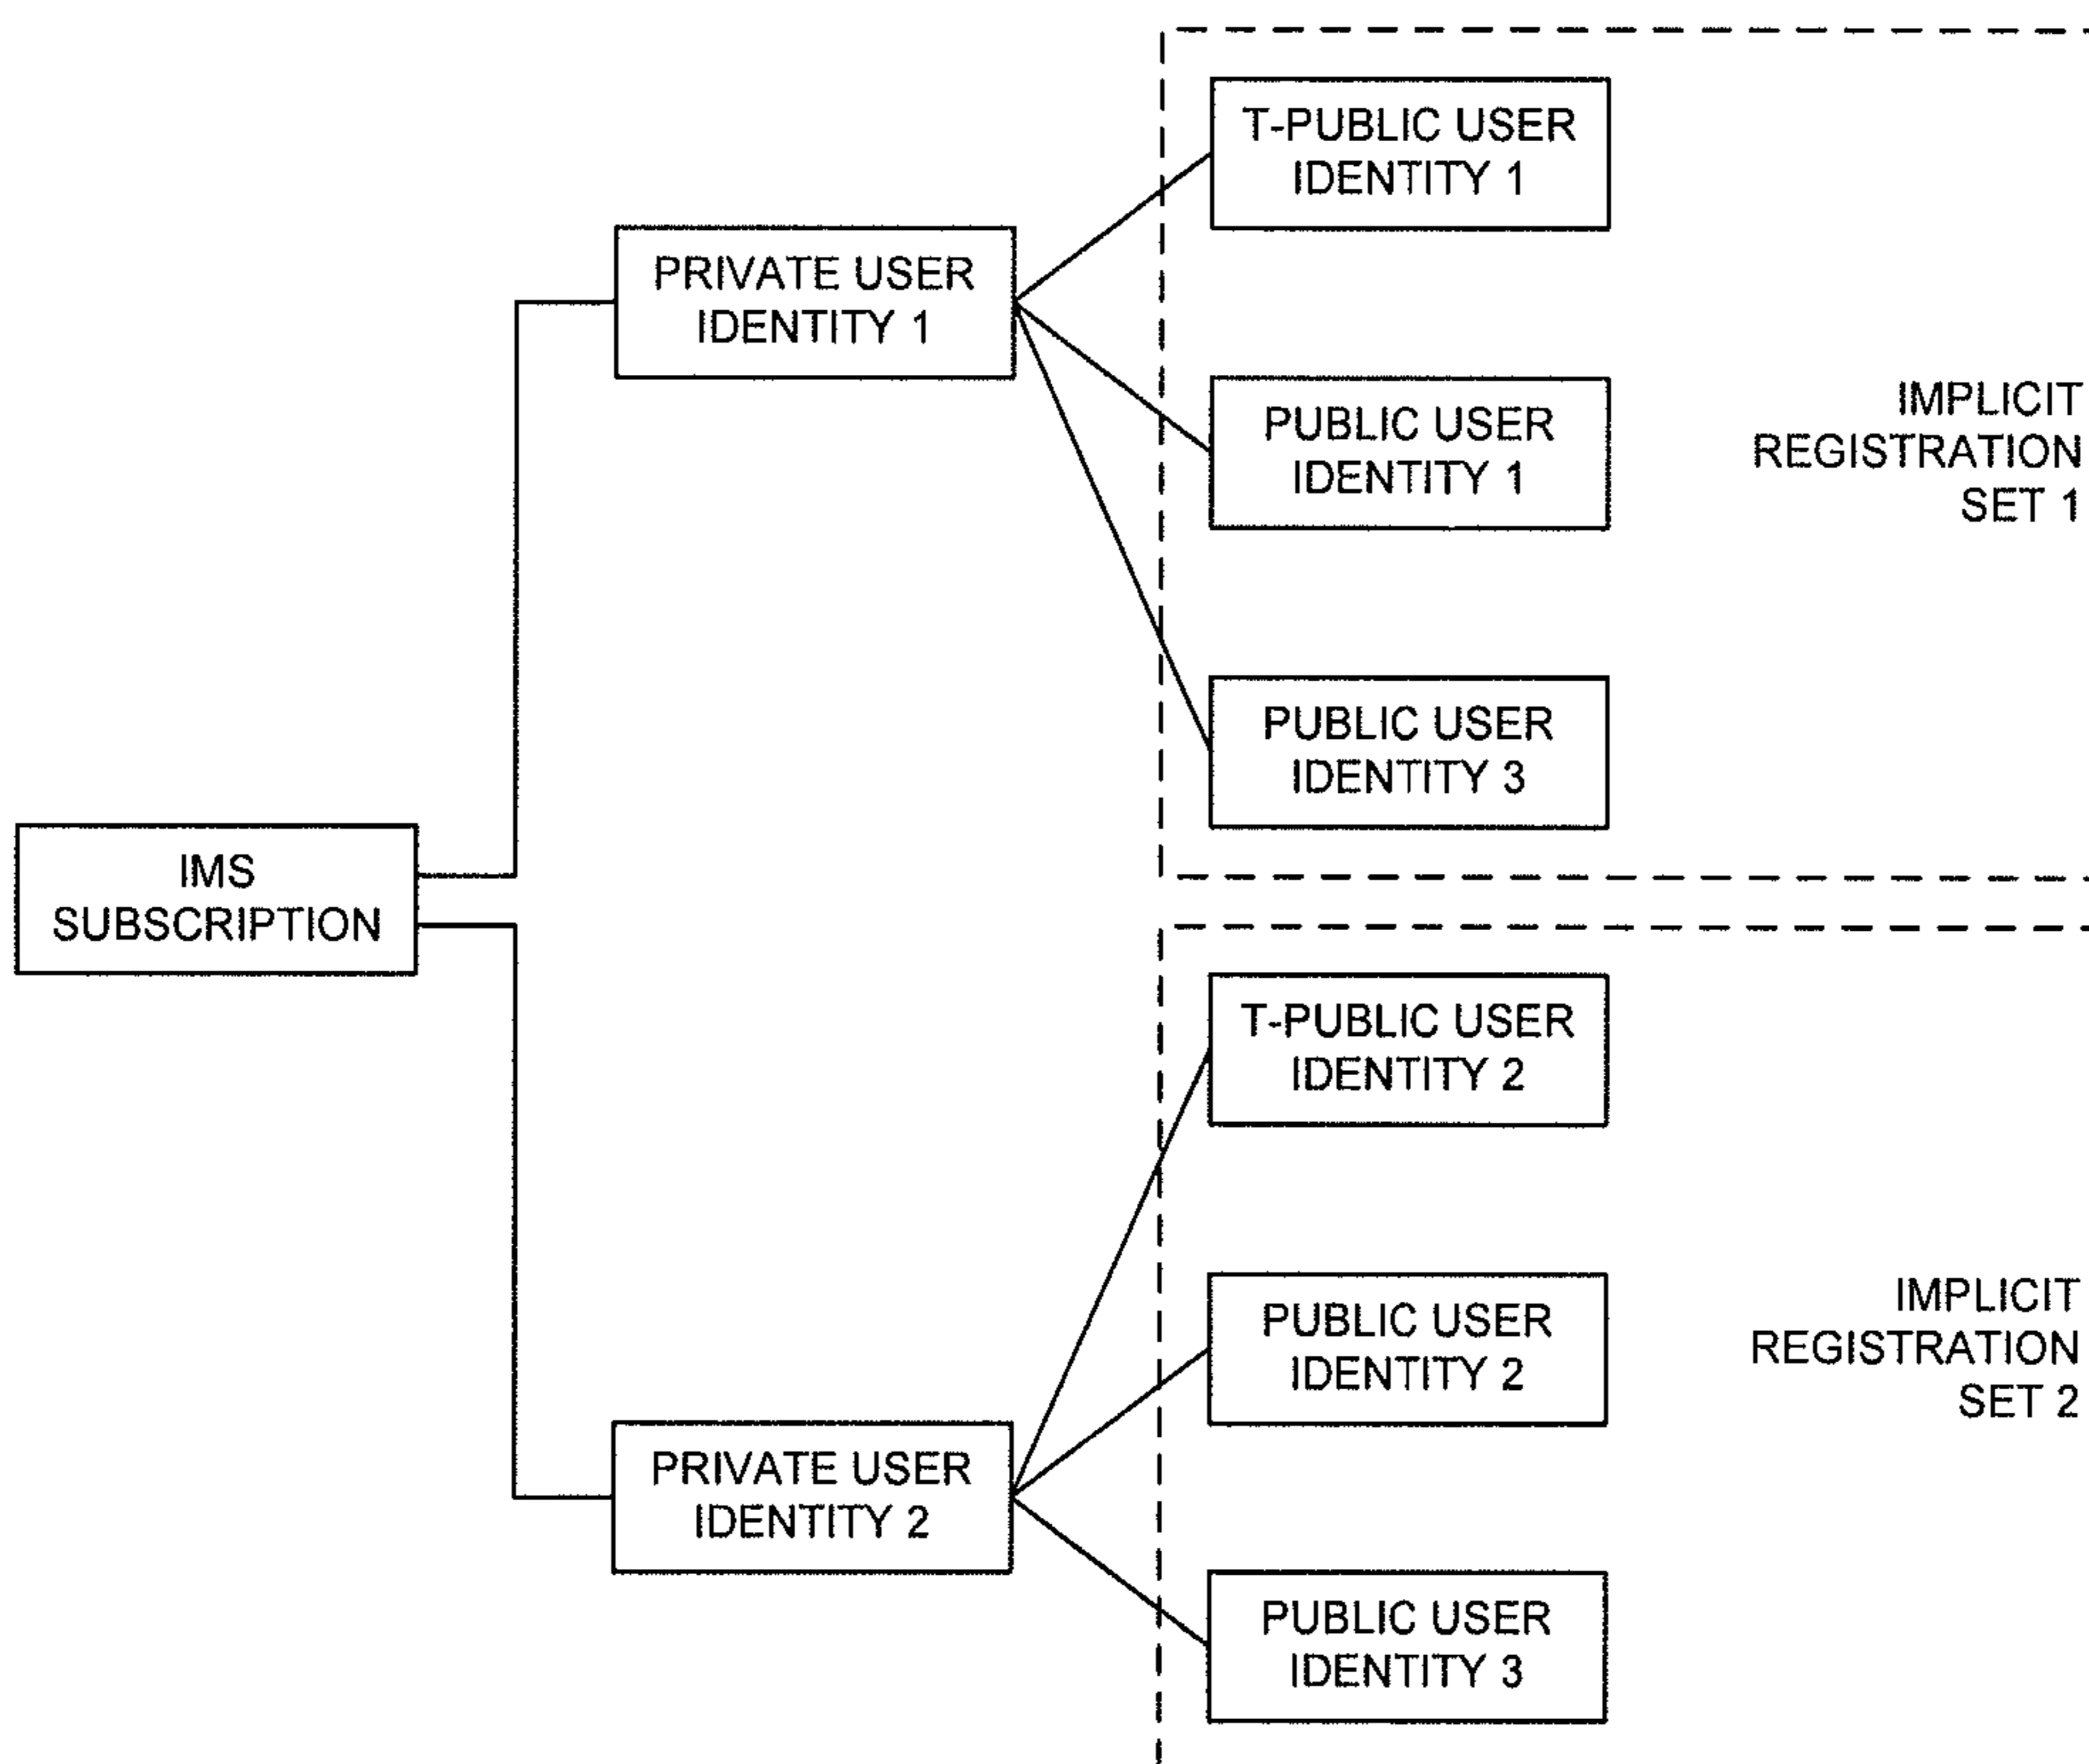 T-PUBLIC USER
IDENTITY 1
PRIVATE USER
IDENTITY 1
PUBLIC USER
IDENTITY 1
IMPLICIT
REGISTRATION
SET 1
PUBLIC USER
IDENTITY 3
IMS
SUBSCRIPTION
T-PUBLIC USER
IDENTITY 2
PUBLIC USER
IDENTITY 2
IMPLICIT
REGISTRATION
SET 2
PRIVATE USER
IDENTITY 2
PUBLIC USER
IDENTITY 3